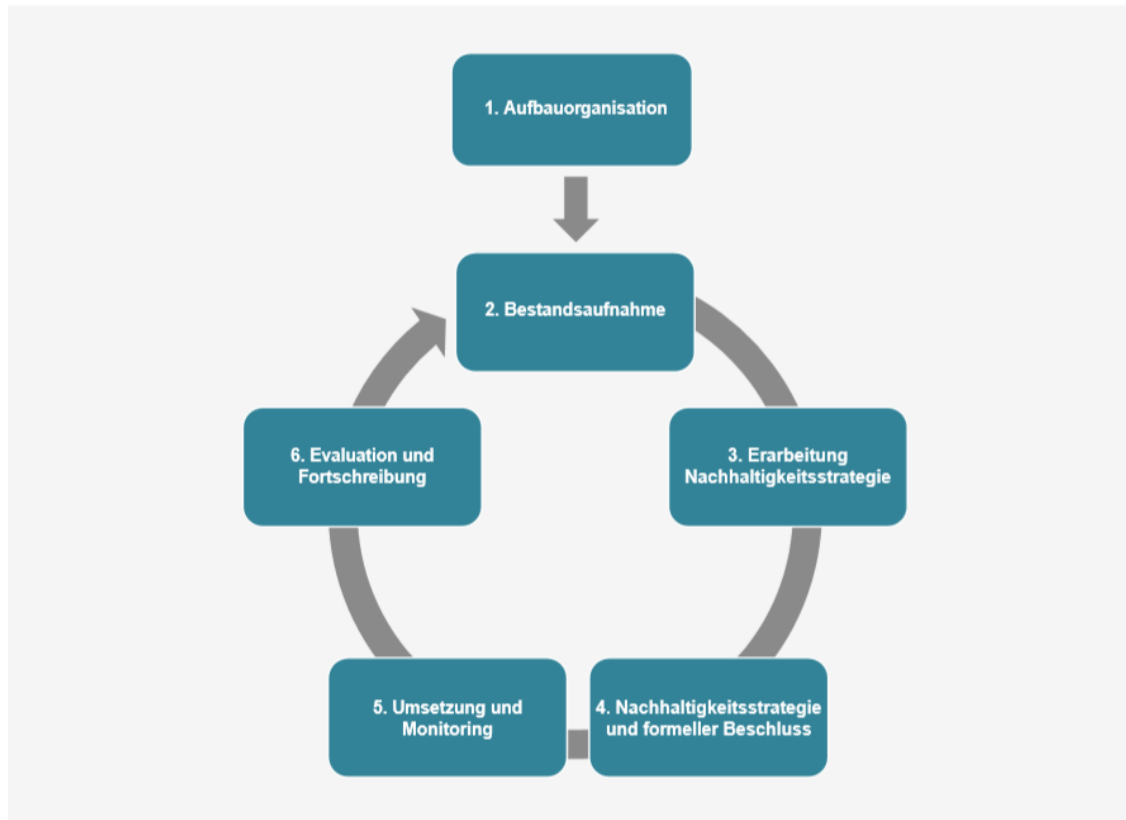 1. Aufbauorganisation
2. Bestandsaufnahme
3. Erarbeitung
Nachhaltigkeitsstrategie
4. Nachhaltigkeitsstrategie
und formeller Beschluss
5. Umsetzung und
Monitoring
6. Evaluation und
Fortschreibung